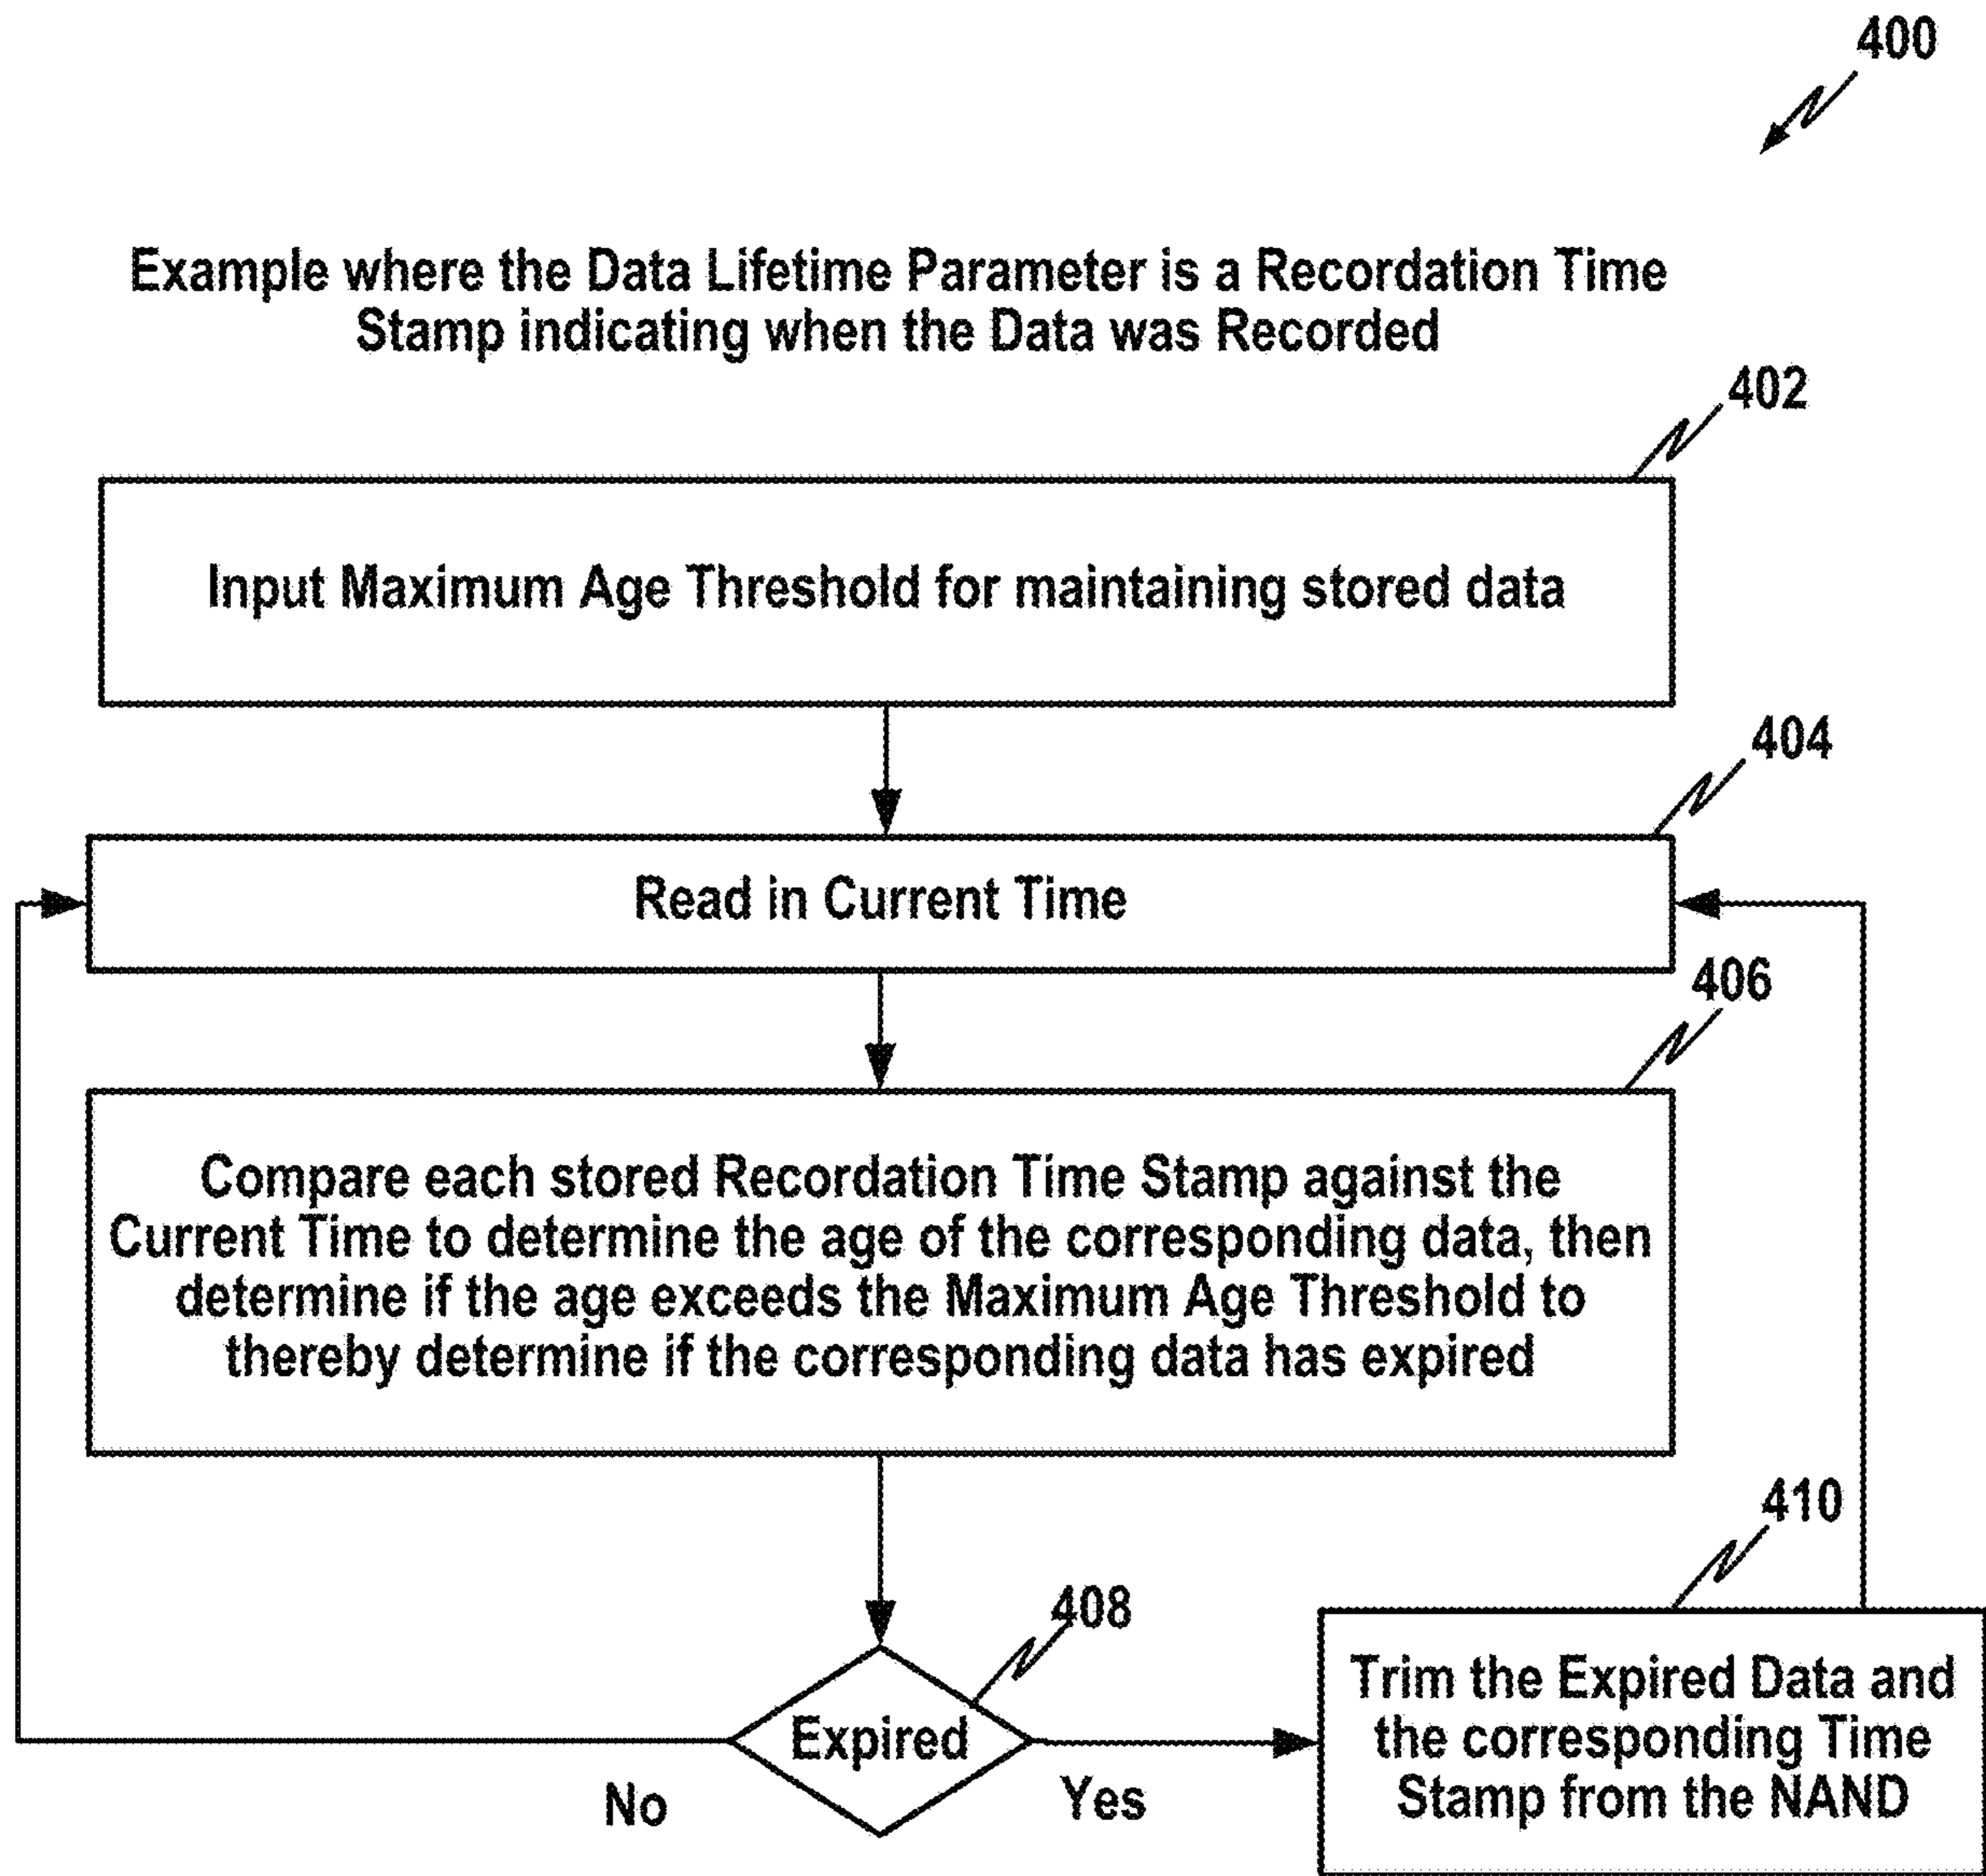 400
Example where the Data Lifetime Parameter is a Recordation Time
Stamp indicating when the Data was Recorded
402
Input Maximum Age Threshold for maintaining stored data
404
Read in Current Time
406
Compare each stored Recordation Time Stamp against the
Current Time to determine the age of the corresponding data, then
determine if the age exceeds the Maximum Age Threshold to
thereby determine if the corresponding data has expired
408
Expired
No
Yes
410
Trim the Expired Data and
the corresponding Time
Stamp from the NAND